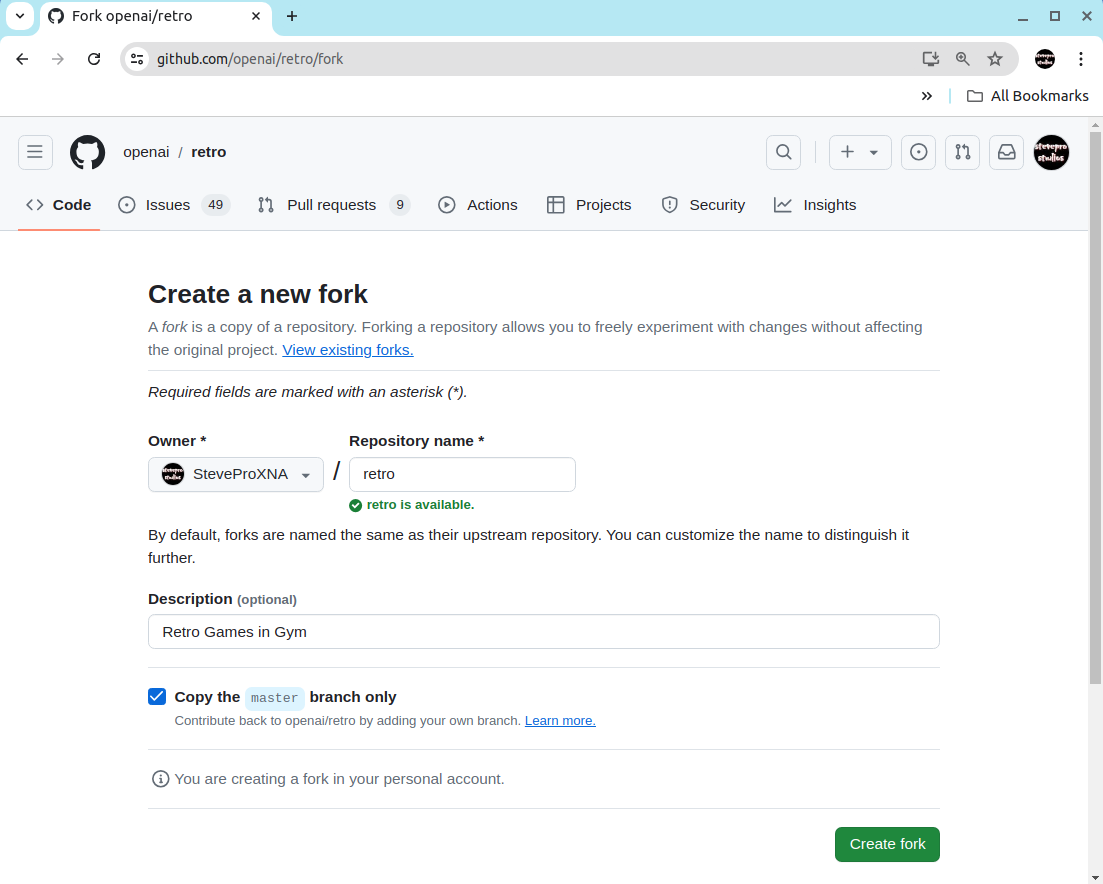 Fork openai/retro
github.com/openai/retro/fork
All Bookmarks
openai / retro
stevepro
studios
Code Issues 49 Pull requests 9 Actions Projects Security Insights
Create a new fork
A fork is a copy of a repository. Forking a repository allows you to freely experiment with changes without affecting
the original project. View existing forks.
Required fields are marked with an asterisk (*).
Owner * Repository name *
SteveProXNA / retro
retro is available.
By default, forks are named the same as their upstream repository. You can customize the name to distinguish it
further.
Description (optional)
Retro Games in Gym
Copy the master branch only
Contribute back to openai/retro by adding your own branch. Learn more.
You are creating a fork in your personal account.
Create fork